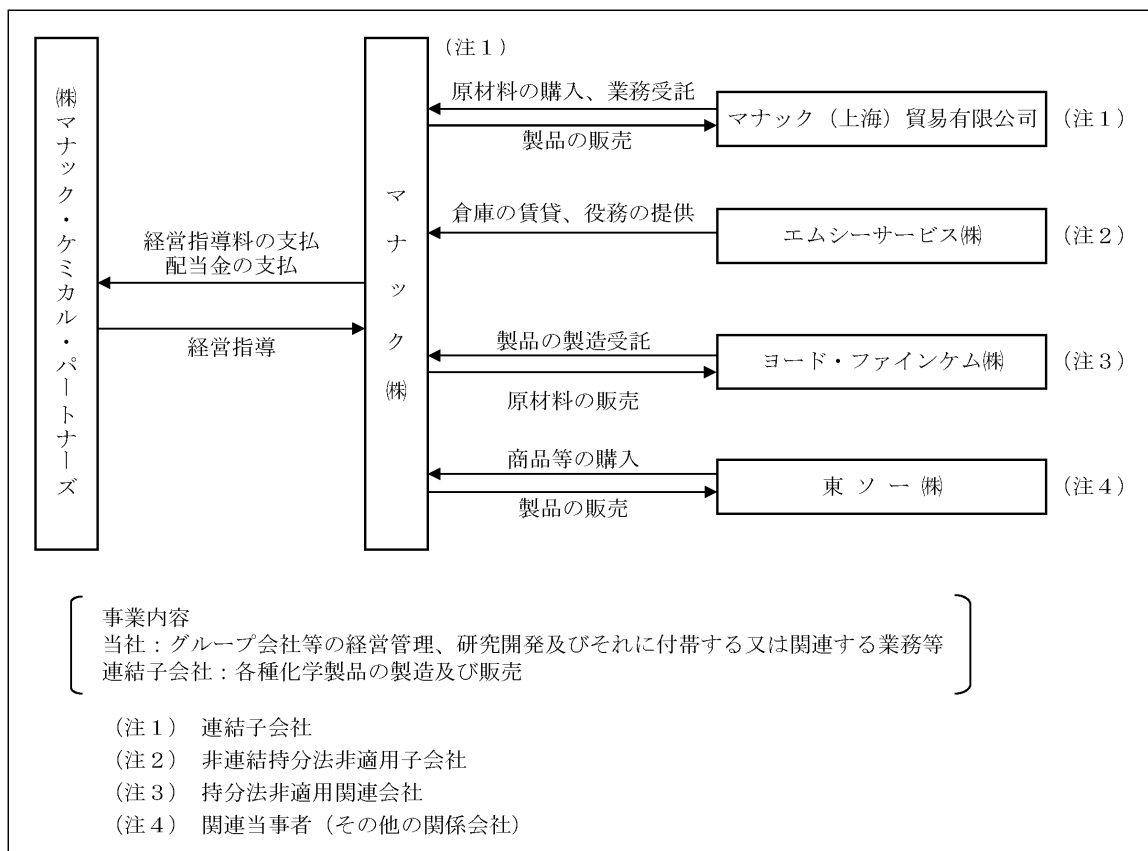 ㈱マナック・ケミカル・パートナーズ
経営指導料の支払
配当金の支払
経営指導
マナック㈱
（注１）
原材料の購入、業務受託
製品の販売
マナック（上海）貿易有限公司
（注１）
倉庫の賃貸、役務の提供
エムシーサービス㈱
（注２）
製品の製造受託
原材料の販売
ヨード・ファインケム㈱
（注３）
商品等の購入
製品の販売
東ソー㈱
（注４）
事業内容
当社：グループ会社等の経営管理、研究開発及びそれに付帯する又は関連する業務等
連結子会社：各種化学製品の製造及び販売
（注１） 連結子会社
（注２） 非連結持分法非適用子会社
（注３） 持分法非適用関連会社
（注４） 関連当事者（その他の関係会社）